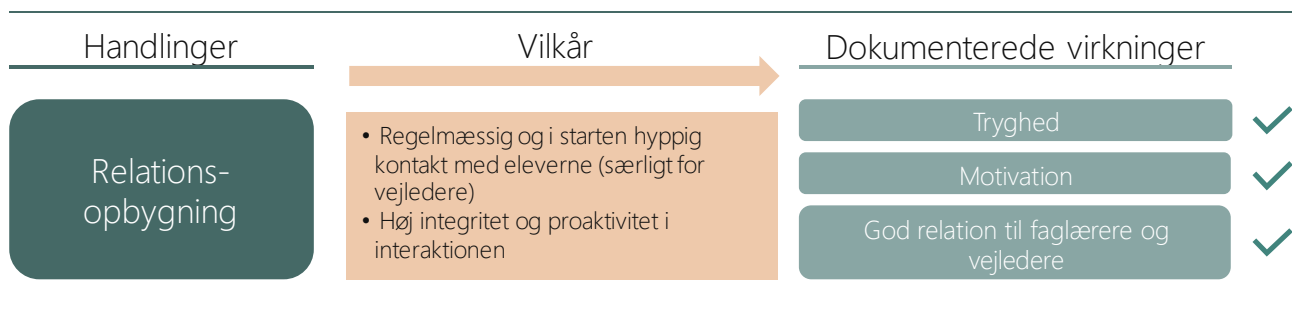 Handlinger
Vilkår
Dokumenterede virkninger
Relations-
opbygning
• Regelmæssig og i starten hyppig
kontakt med eleverne (særligt for
vejledere)
• Høj integritet og proaktivitet i
interaktionen
Tryghed
Motivation
God relation til faglærere og
vejledere